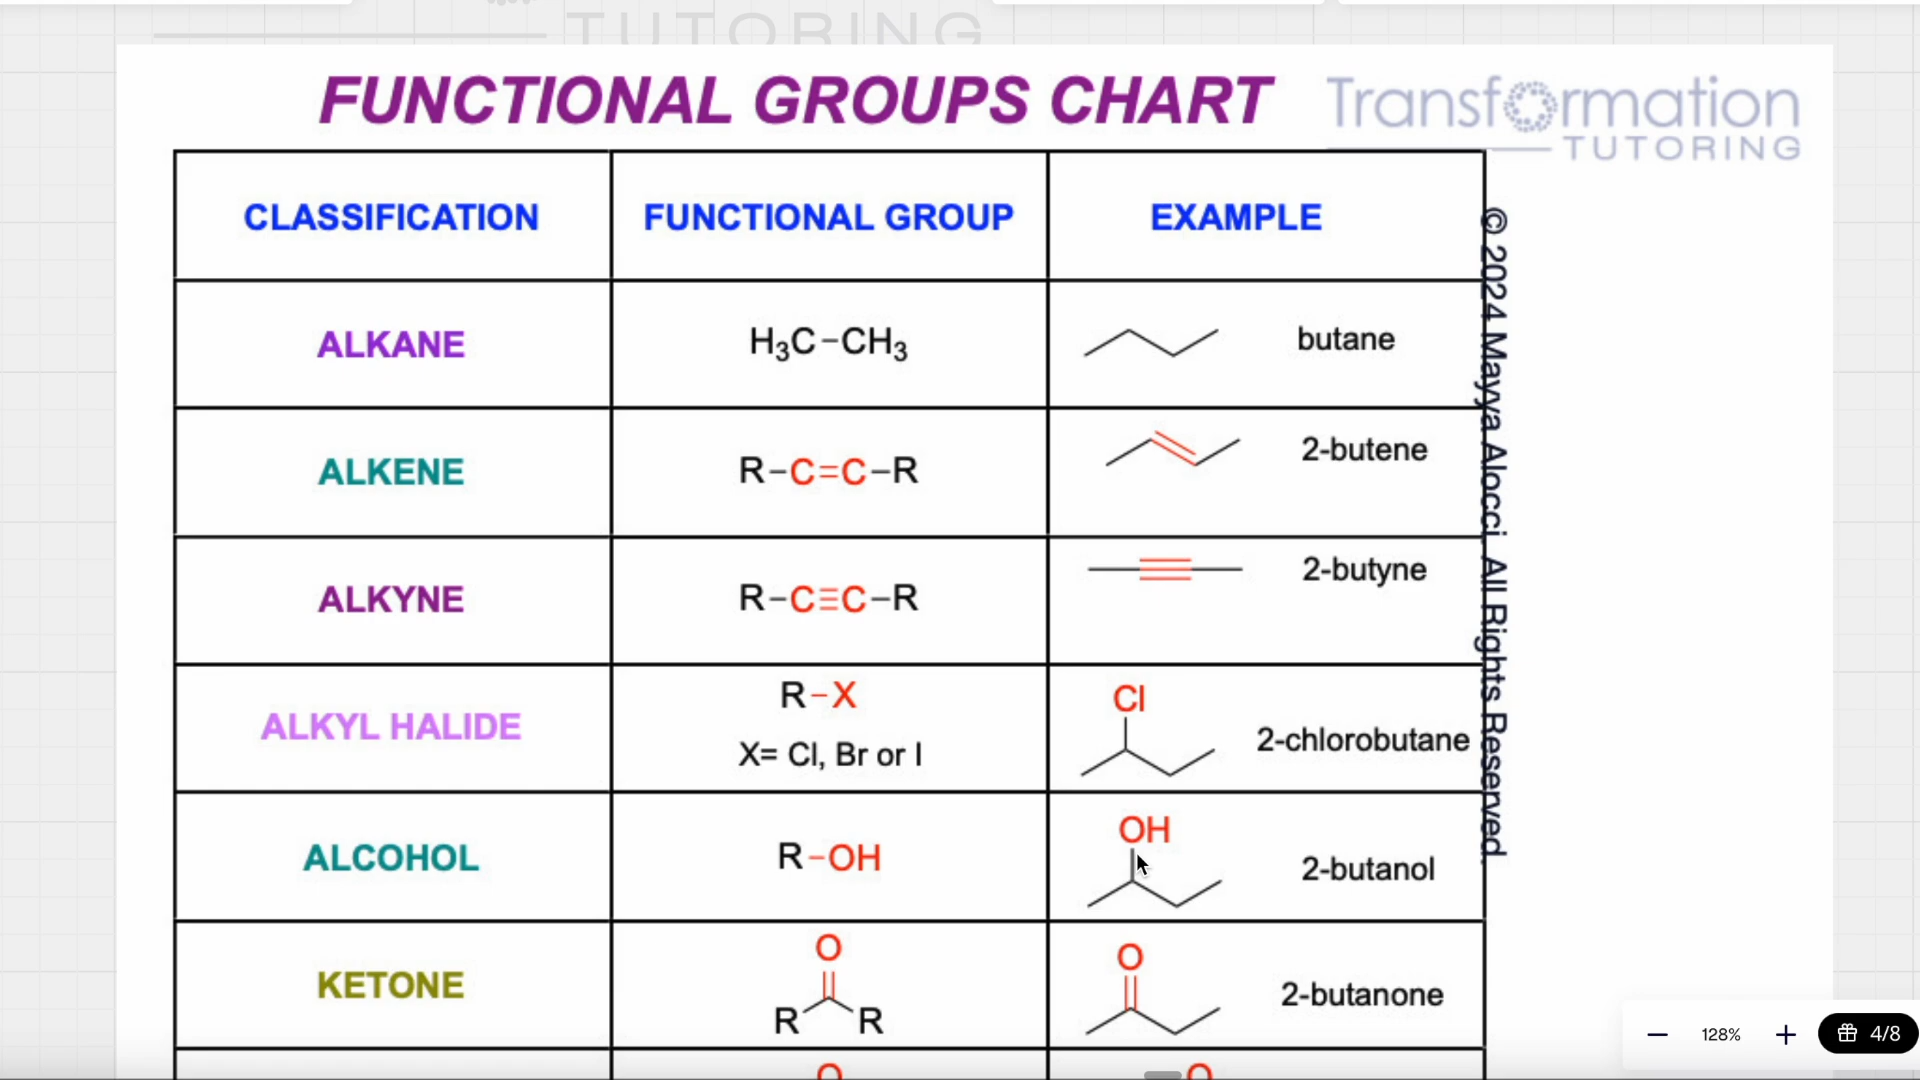 TUTORING
FUNCTIONAL GROUPS CHART
Transformation
TUTORING
CLASSIFICATION
FUNCTIONAL GROUP
EXAMPLE
ALKANE
H₃C–CH₃
butane
ALKENE
R–C=C–R
2-butene
ALKYNE
R–C≡C–R
2-butyne
ALKYL HALIDE
R–X
X= Cl, Br or I
Cl
2-chlorobutane
ALCOHOL
R–OH
OH
2-butanol
KETONE
O
R R
O
2-butanone
O
O
© 2024 Mayya Alocci. All Rights Reserved.
128%
4/8